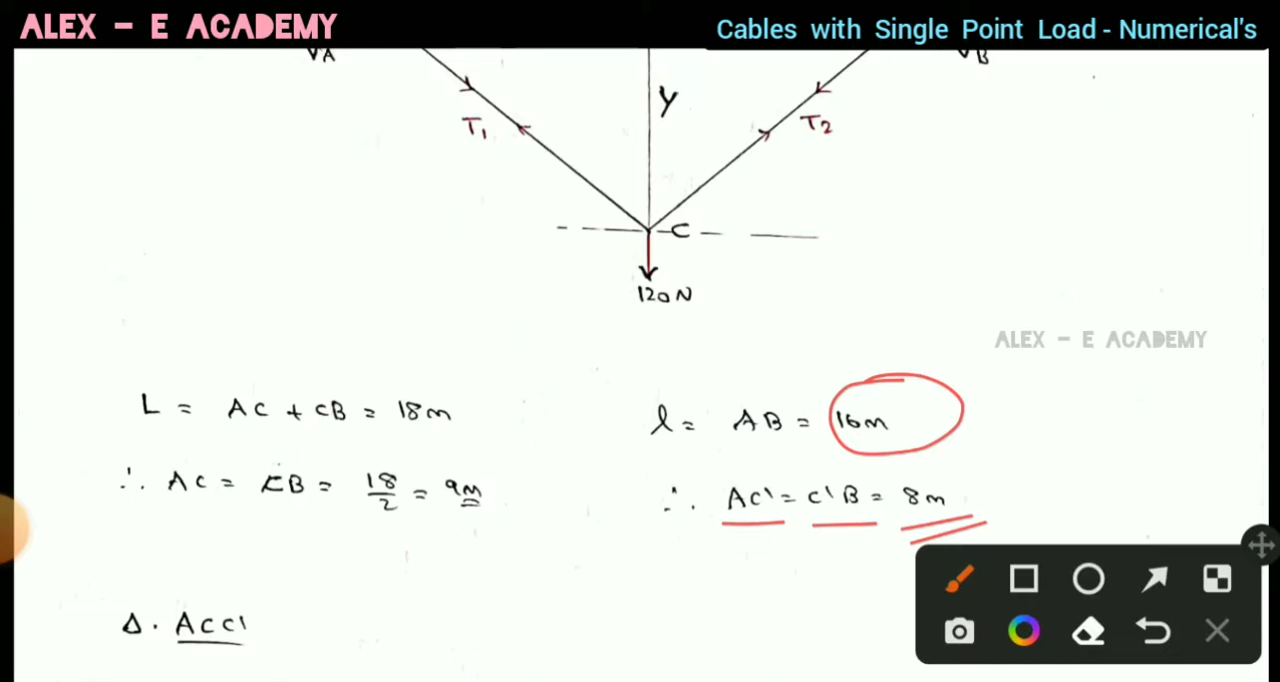 ALEX - E ACADEMY
Cables with Single Point Load - Numerical's
VA
VB
Y
T1
T2
C
120N
ALEX - E ACADEMY
L = AC + CB = 18m
l = AB = 16m
∴ AC = CB = 18/2 = 9m
∴ AC' = C'B = 8m
Δ. ACC'